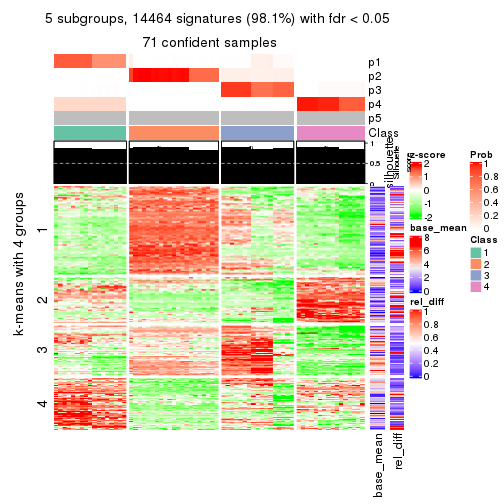 5 subgroups, 14464 signatures (98.1%) with fdr < 0.05
71 confident samples
p1
p2
p3
p4
p5
Class
1
0.5
0
silhouette
Silhouette
k-means with 4 groups
1
2
3
4
base_mean
rel_diff
z-score
2
1
0
-1
-2
base_mean
8
6
4
2
0
rel_diff
1
0.8
0.6
0.4
0.2
0
Prob
1
0.8
0.6
0.4
0.2
0
Class
1
2
3
4